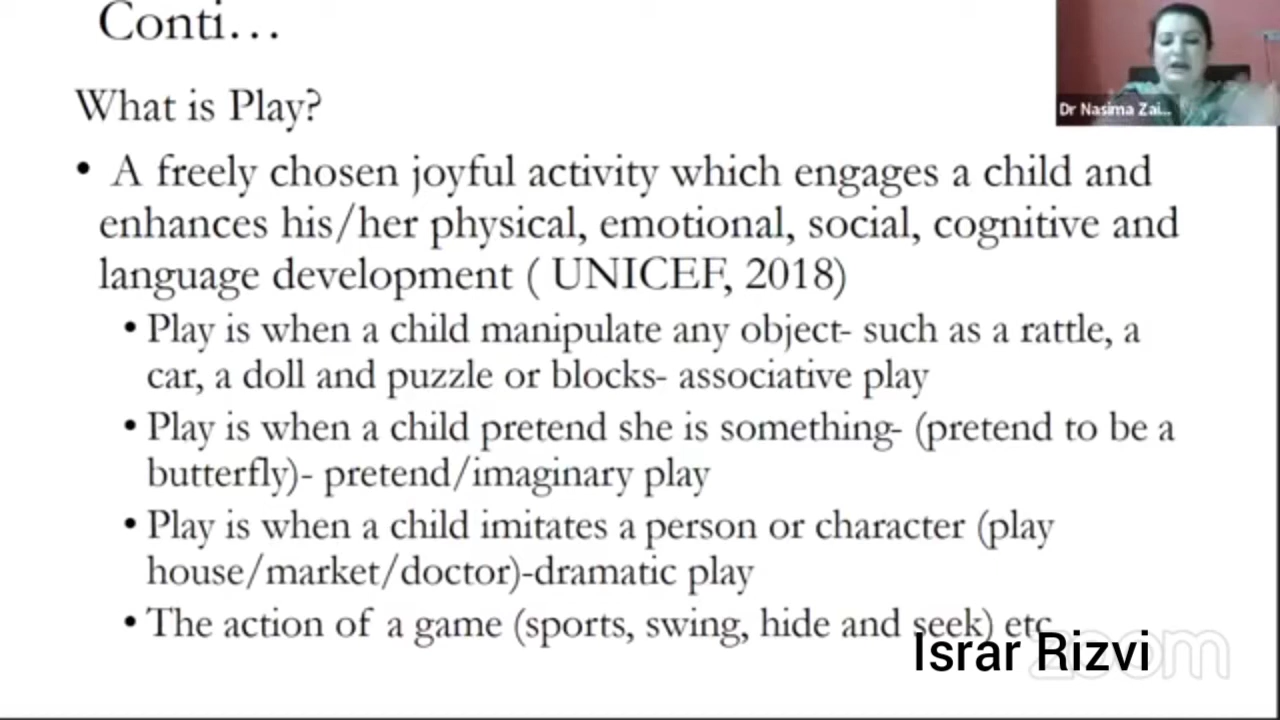 Conti…
Dr Nasima Zai...
What is Play?
• A freely chosen joyful activity which engages a child and
enhances his/her physical, emotional, social, cognitive and
language development ( UNICEF, 2018)
• Play is when a child manipulate any object- such as a rattle, a
car, a doll and puzzle or blocks- associative play
• Play is when a child pretend she is something- (pretend to be a
butterfly)- pretend/imaginary play
• Play is when a child imitates a person or character (play
house/market/doctor)-dramatic play
• The action of a game (sports, swing, hide and seek) etc
Israr Rizvi
zoom